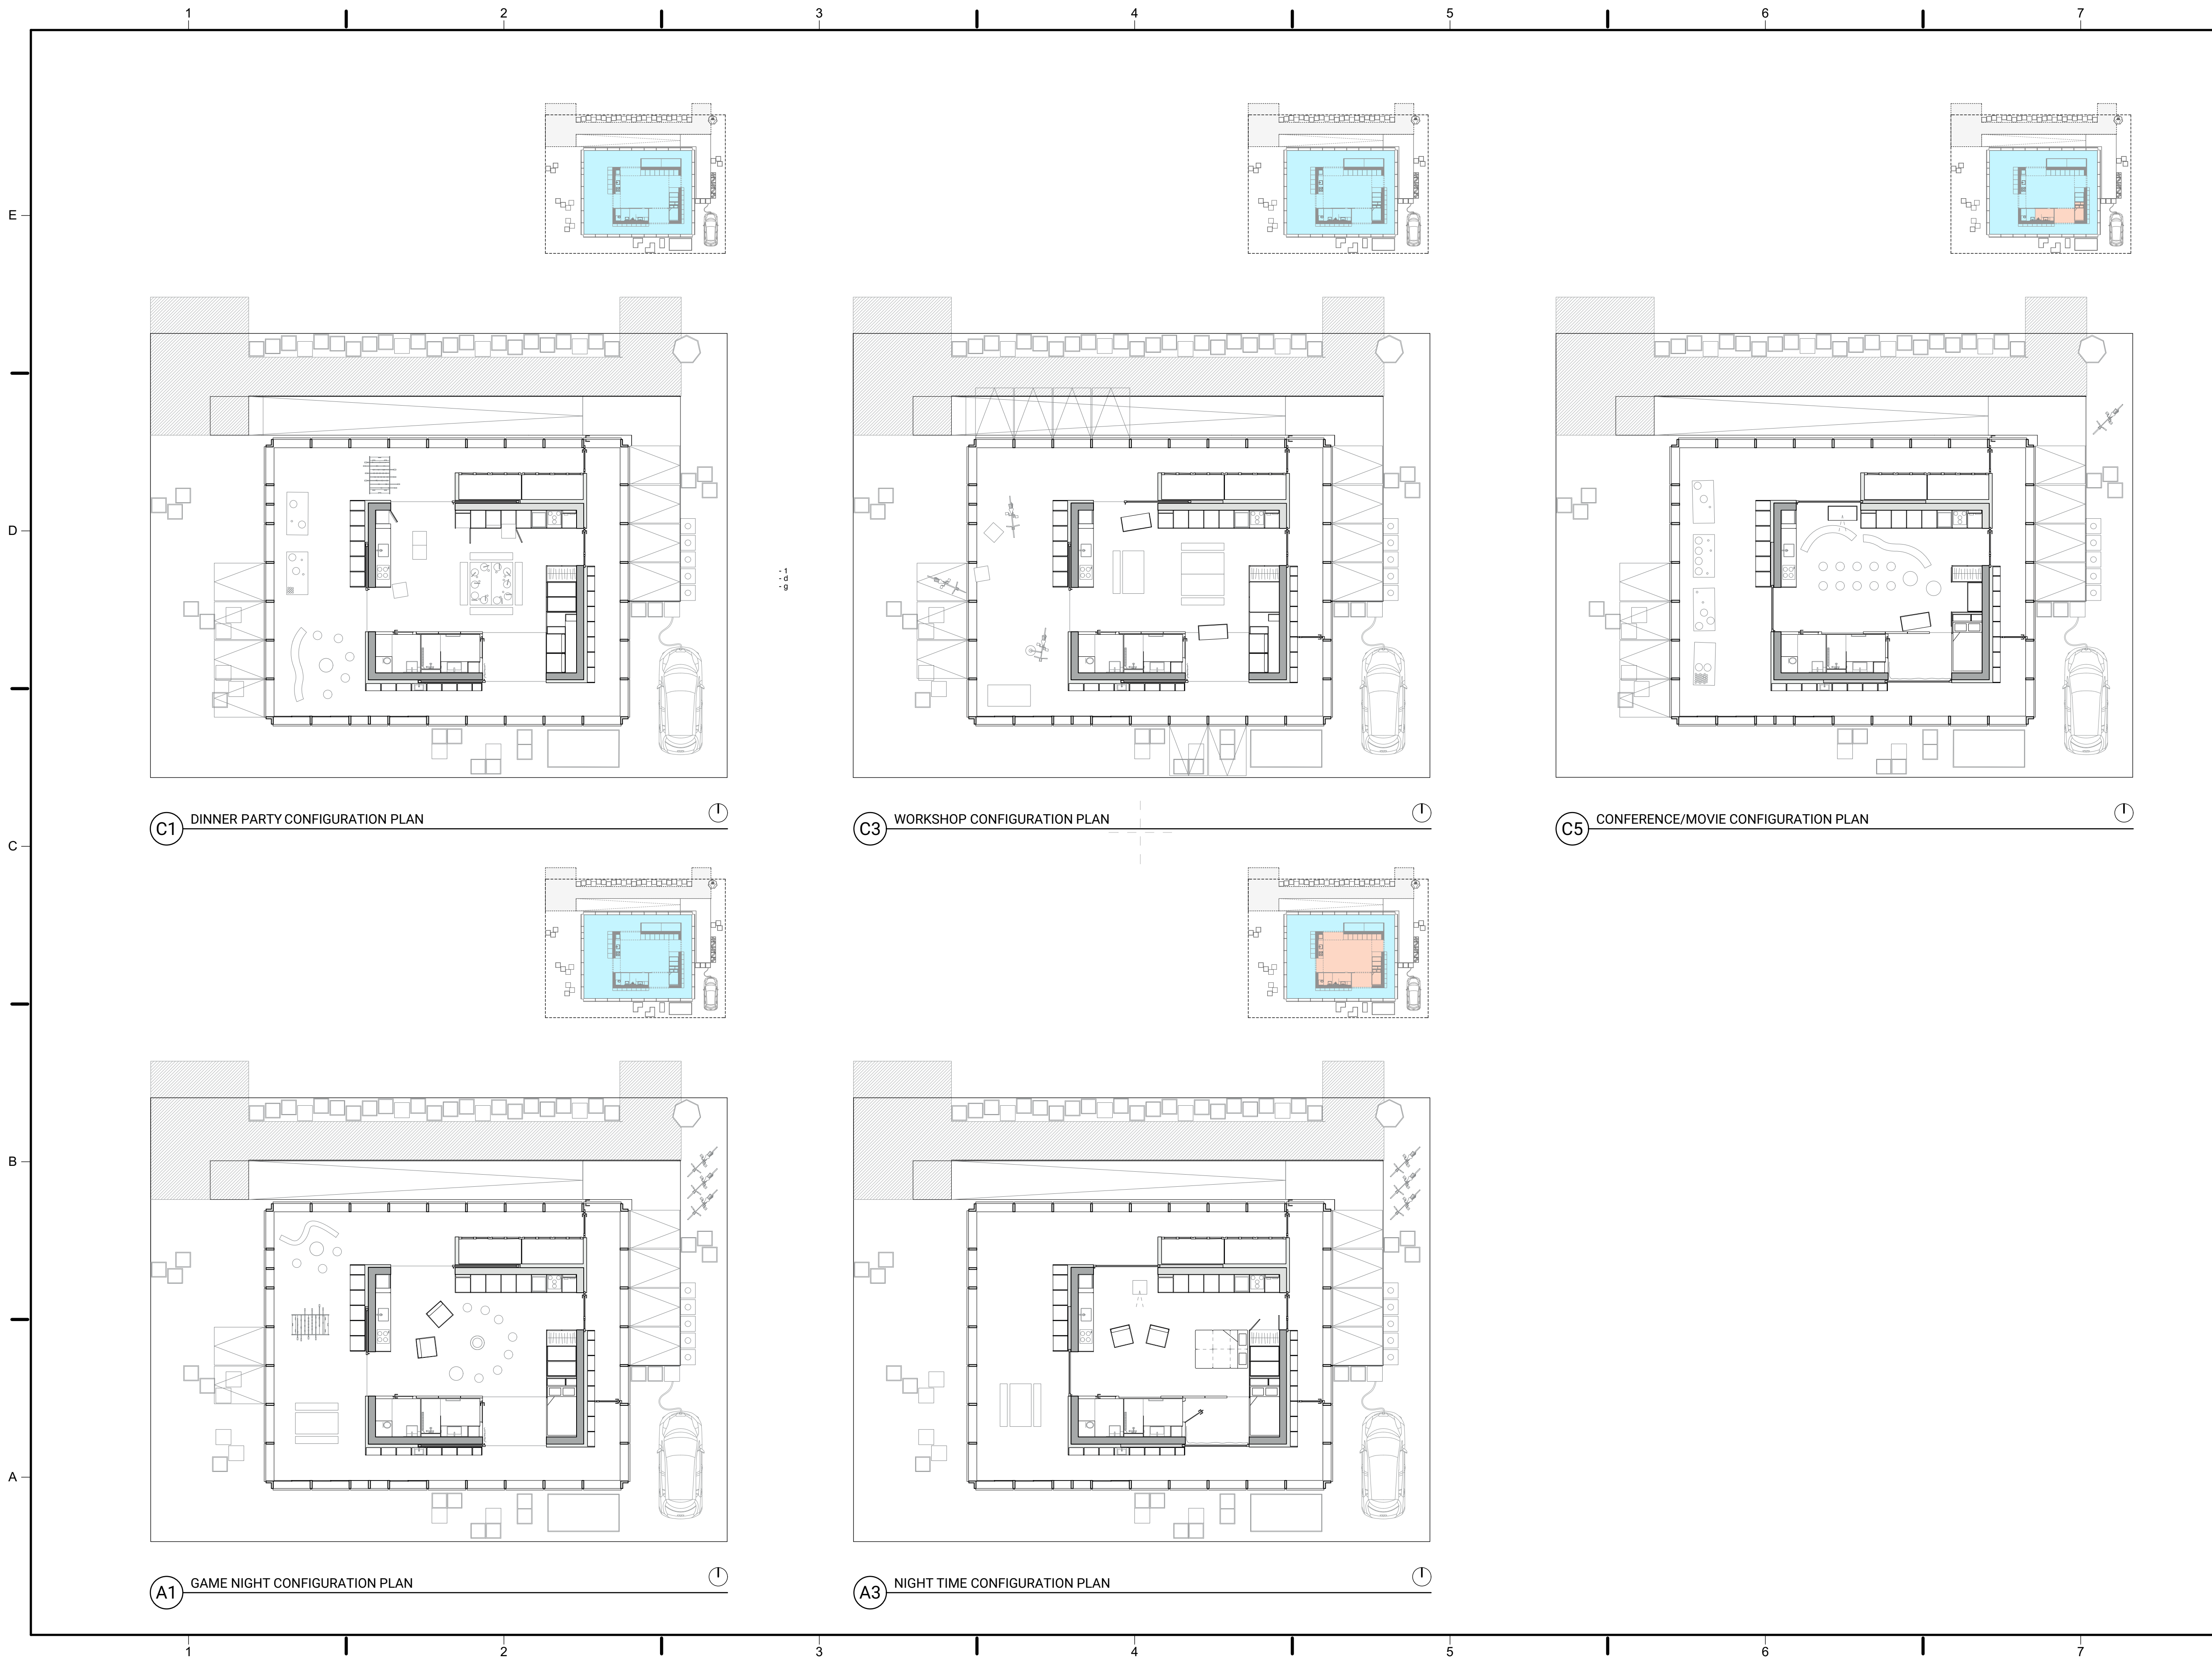 1 2 3 4 5 6 7
E
D
- 1
- d
- g
C1 DINNER PARTY CONFIGURATION PLAN
C3 WORKSHOP CONFIGURATION PLAN
C5 CONFERENCE/MOVIE CONFIGURATION PLAN
C
B
A
A1 GAME NIGHT CONFIGURATION PLAN
A3 NIGHT TIME CONFIGURATION PLAN
1 2 3 4 5 6 7